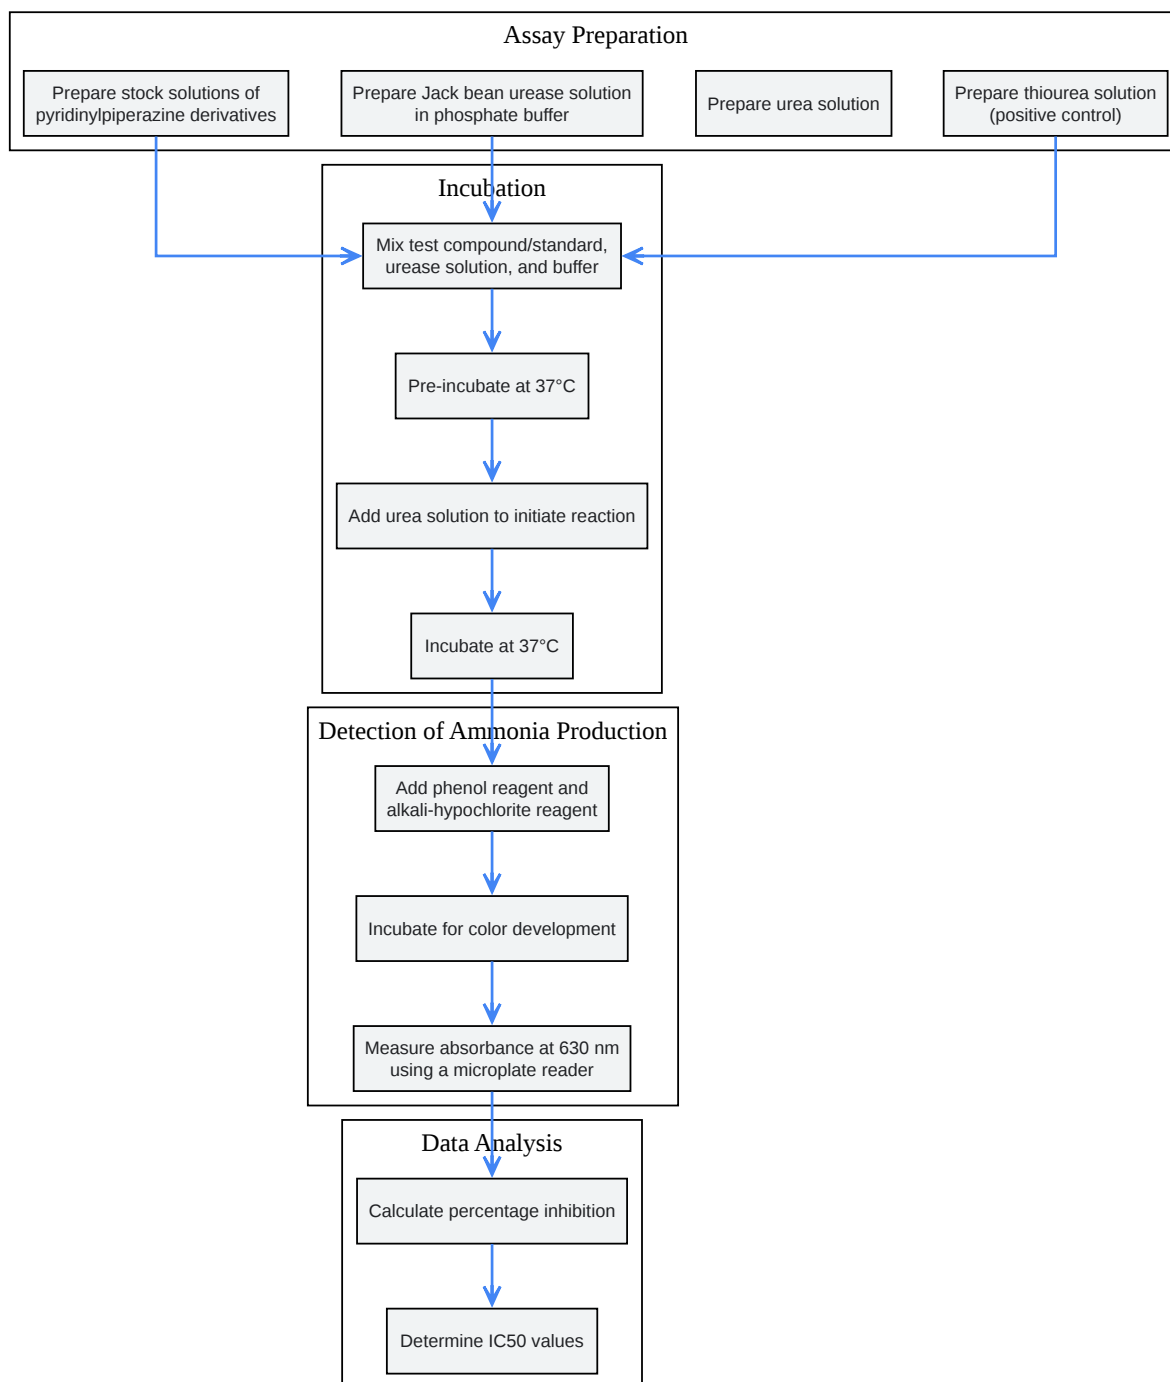 Assay Preparation
Prepare stock solutions of
pyridinylpiperazine derivatives
Prepare Jack bean urease solution
in phosphate buffer
Prepare urea solution
Prepare thiourea solution
(positive control)
Incubation
Mix test compound/standard,
urease solution, and buffer
Pre-incubate at 37°C
Add urea solution to initiate reaction
Incubate at 37°C
Detection of Ammonia Production
Add phenol reagent and
alkali-hypochlorite reagent
Incubate for color development
Measure absorbance at 630 nm
using a microplate reader
Data Analysis
Calculate percentage inhibition
Determine IC50 values